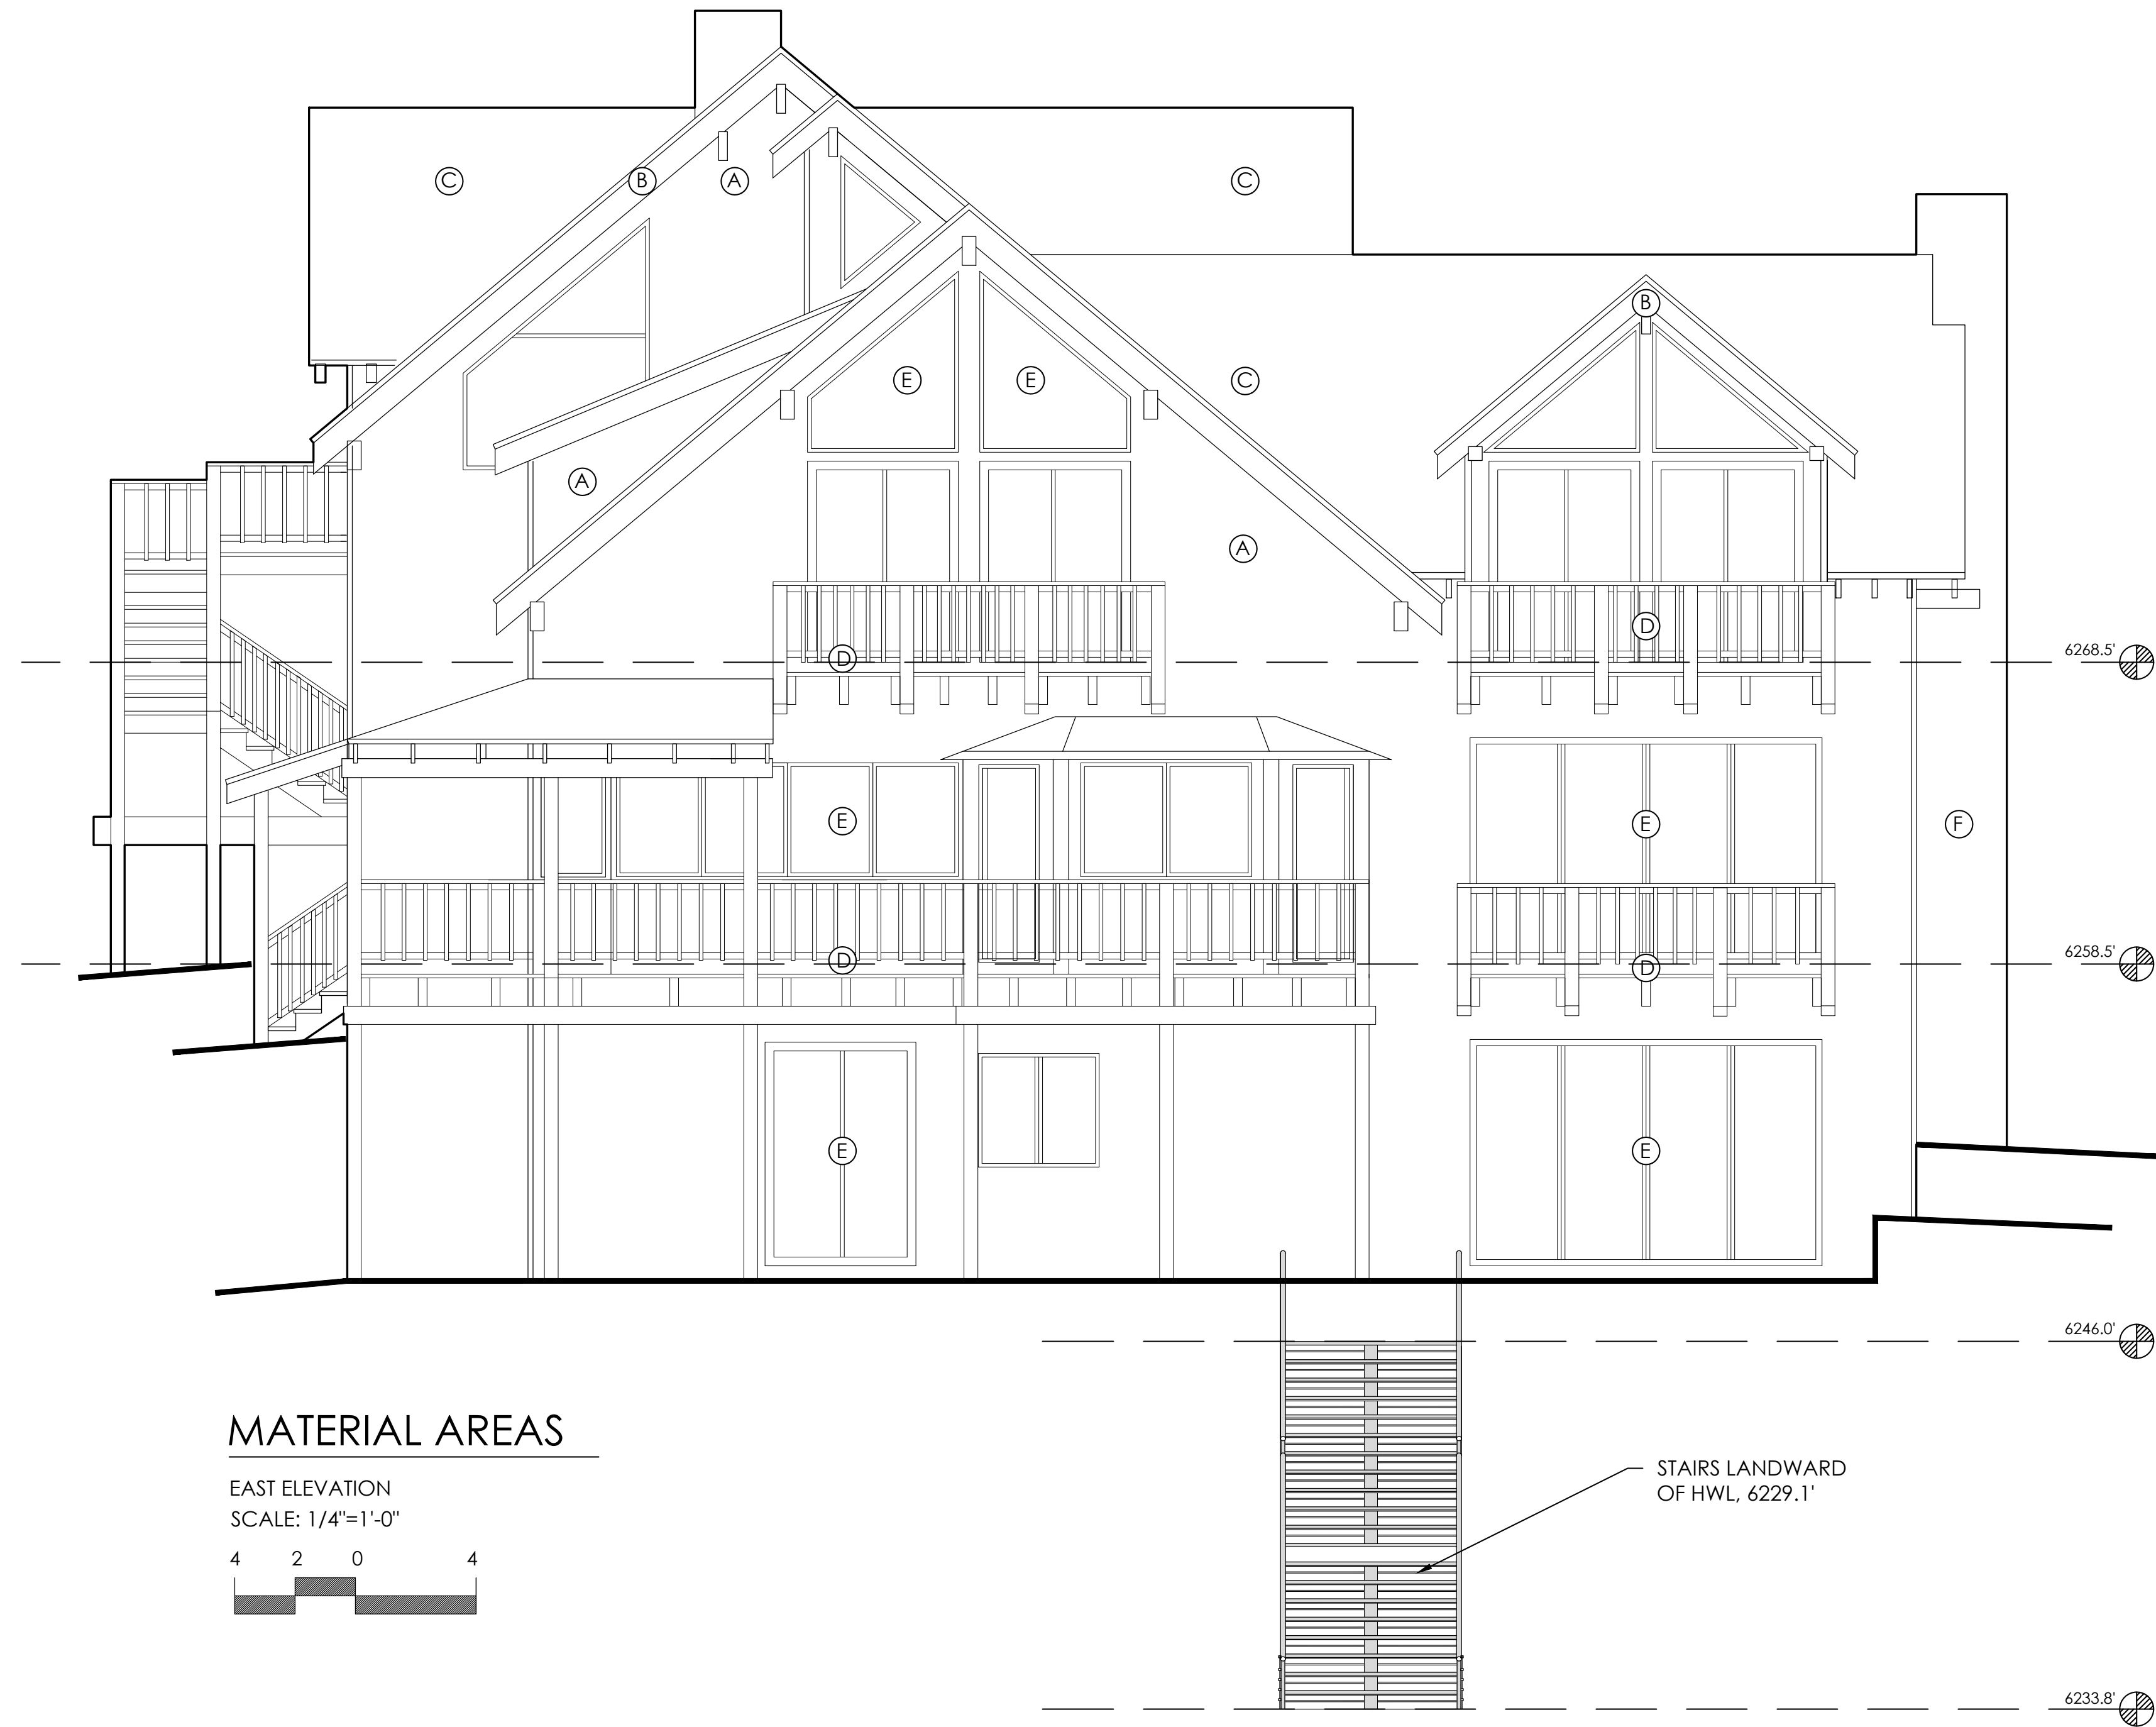 C
B
A
C
B
E
E
C
A
A
D
D
6268.5'
E
E
F
D
D
6258.5'
E
E
6246.0'
MATERIAL AREAS
STAIRS LANDWARD
OF HWL, 6229.1'
EAST ELEVATION
SCALE: 1/4"=1'-0"
4 2 0 4
6233.8'